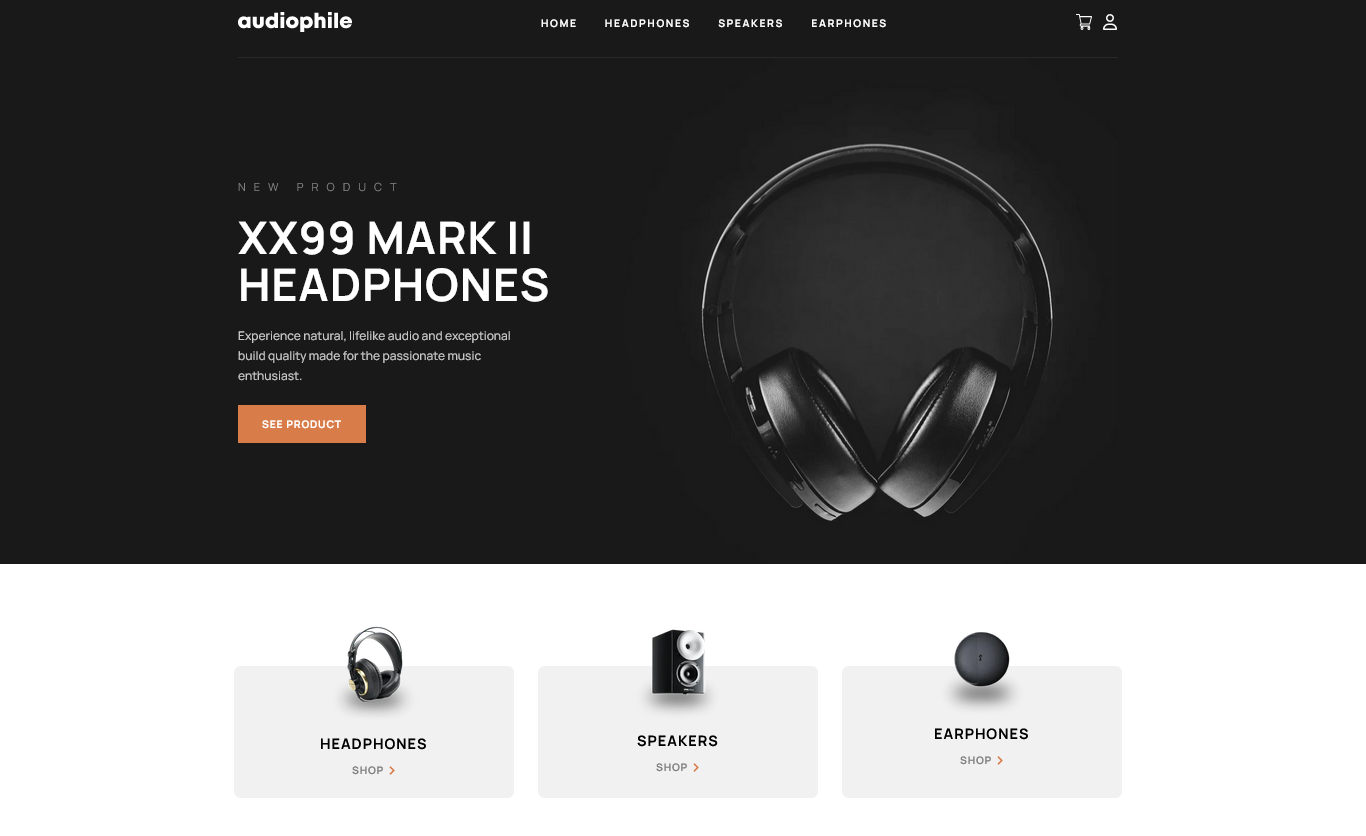 audiophile
HOME HEADPHONES SPEAKERS EARPHONES
NEW PRODUCT
XX99 MARK II
HEADPHONES
Experience natural, lifelike audio and exceptional
build quality made for the passionate music
enthusiast.
SEE PRODUCT
HEADPHONES
SHOP
SPEAKERS
SHOP
EARPHONES
SHOP